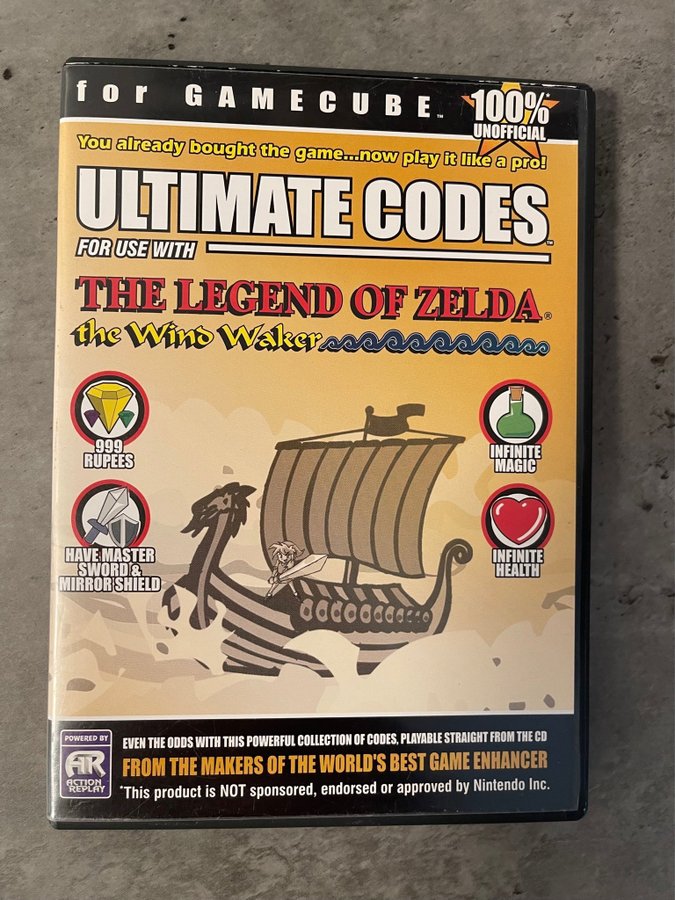 for GAMECUBE™
100%*
UNOFFICIAL
You already bought the game...now play it like a pro!
ULTIMATE CODES™
FOR USE WITH
THE LEGEND OF ZELDA®
the Wind Waker
999
RUPEES
INFINITE
MAGIC
HAVE MASTER
SWORD &
MIRROR SHIELD
INFINITE
HEALTH
POWERED BY
AR
ACTION
REPLAY
EVEN THE ODDS WITH THIS POWERFUL COLLECTION OF CODES, PLAYABLE STRAIGHT FROM THE CD
FROM THE MAKERS OF THE WORLD'S BEST GAME ENHANCER
*This product is NOT sponsored, endorsed or approved by Nintendo Inc.